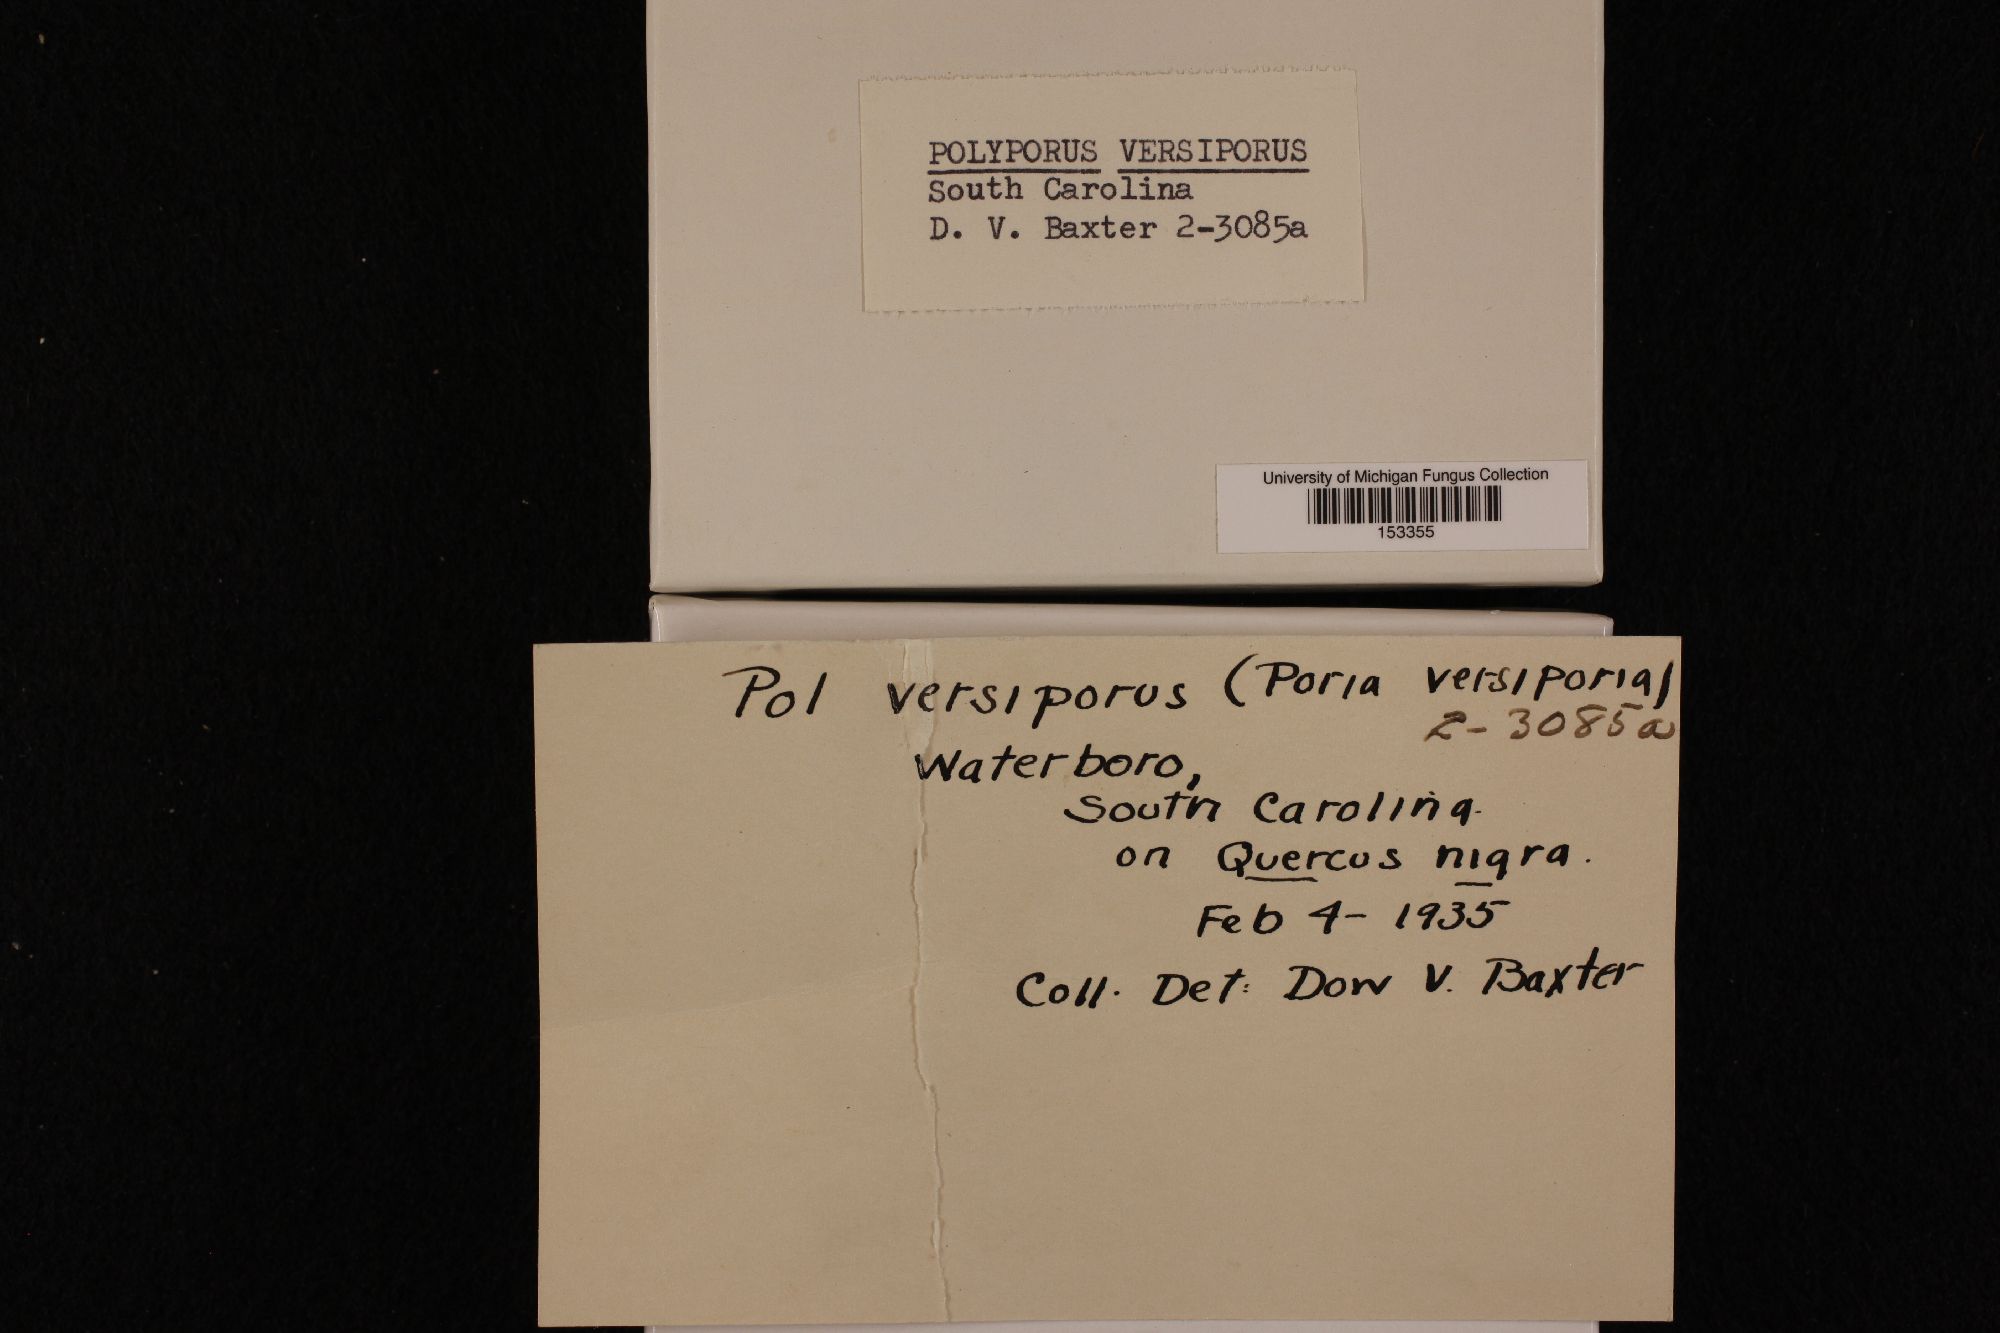 POLYPORUS VERSIPORUS
South Carolina
D. V. Baxter 2-3085a
University of Michigan Fungus Collection
153355
Pol versiporus (Poria versiporia)
2-3085a
Waterboro,
South Carolina.
on Quercus nigra.
Feb 4- 1935
Coll. Det: Dow V. Baxter